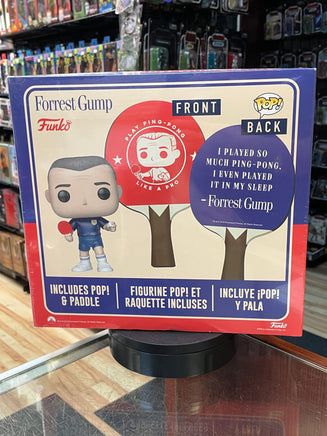 Forrest Gump
Funko
FRONT
POP!
BACK
PLAY PING-PONG
LIKE A PRO
I PLAYED SO
MUCH PING-PONG,
I EVEN PLAYED
IT IN MY SLEEP
- Forrest Gump
INCLUDES POP!
& PADDLE
FIGURINE POP! ET
RAQUETTE INCLUSES
INCLUYE ¡POP!
Y PALA
Funko